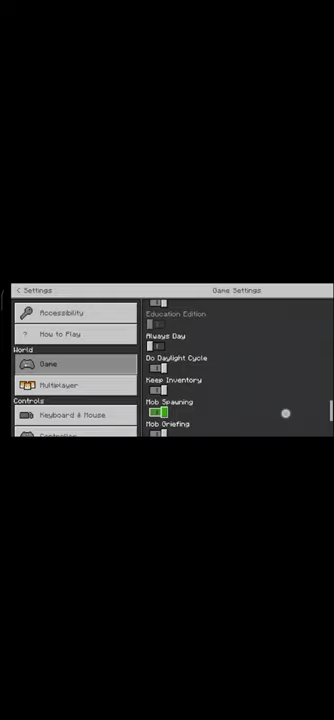 < Settings
Game Settings
Accessibility
? How to Play
World
Game
Multiplayer
Controls
Keyboard & Mouse
Controller
Education Edition
Always Day
Do Daylight Cycle
Keep Inventory
Mob Spawning
Mob Griefing